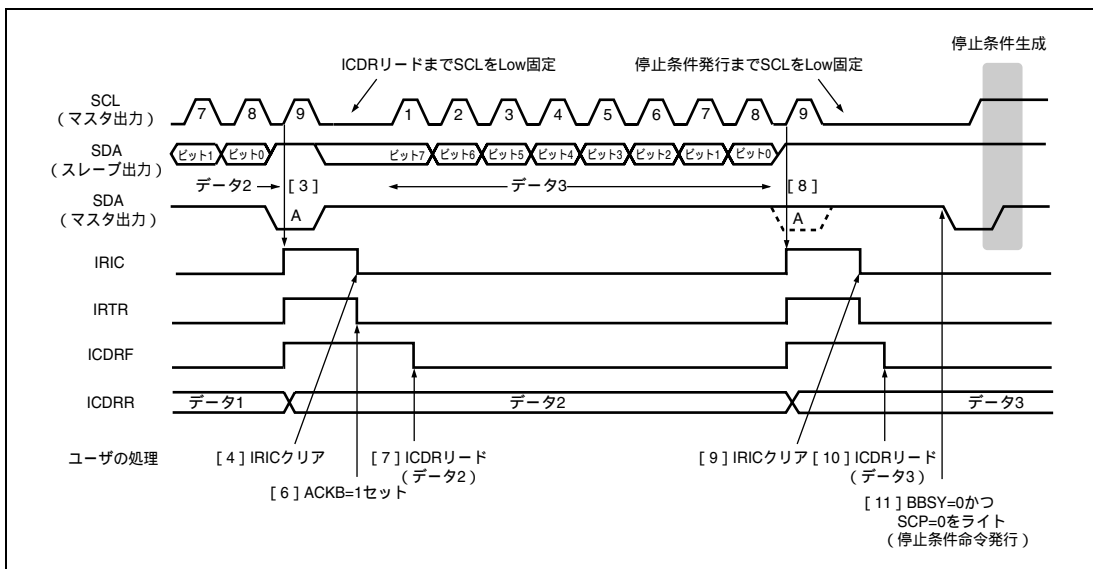 停止条件生成
ICDRリードまでSCLをLow固定
停止条件発行までSCLをLow固定
SCL
（マスタ出力）
7 8 9 1 2 3 4 5 6 7 8 9
SDA
（スレーブ出力）
ビット1 ビット0 ビット7 ビット6 ビット5 ビット4 ビット3 ビット2 ビット1 ビット0
データ2 [ 3 ] データ3 [ 8 ]
SDA
（マスタ出力）
A A
IRIC
IRTR
ICDRF
ICDRR
データ1 データ2 データ3
ユーザの処理
[ 4 ] IRICクリア
[ 7 ] ICDRリード
（データ2）
[ 6 ] ACKB=1セット
[ 9 ] IRICクリア
[ 10 ] ICDRリード
（データ3）
[ 11 ] BBSY=0かつ
SCP=0をライト
（停止条件命令発行）